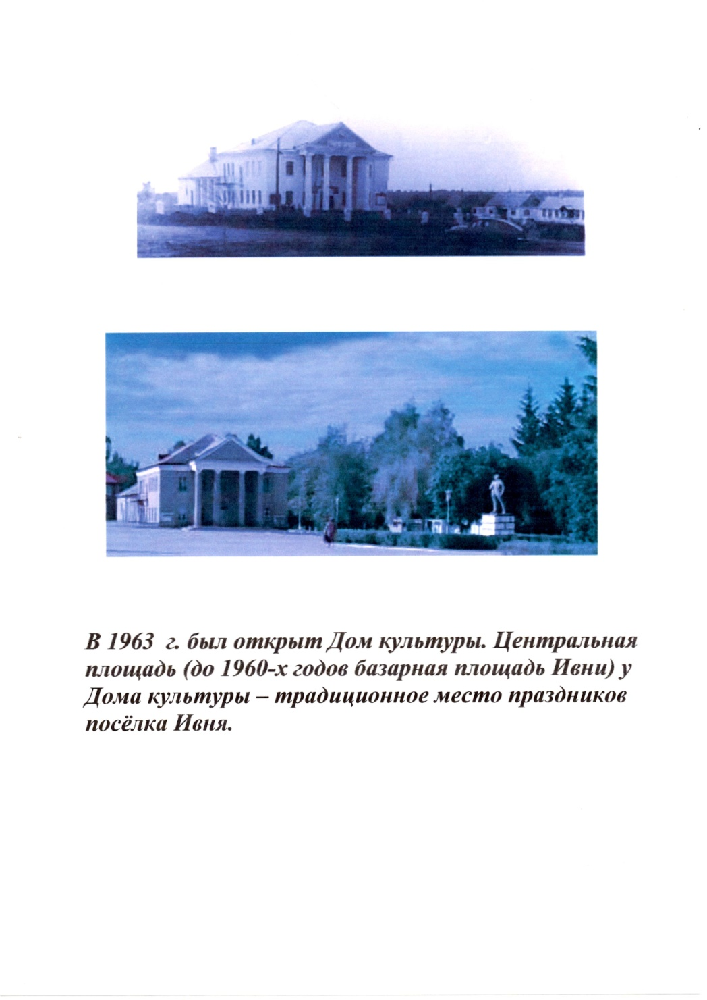 В 1963 г. был открыт Дом культуры. Центральная
площадь (до 1960-х годов базарная площадь Ивни) у
Дома культуры – традиционное место праздников
посёлка Ивня.